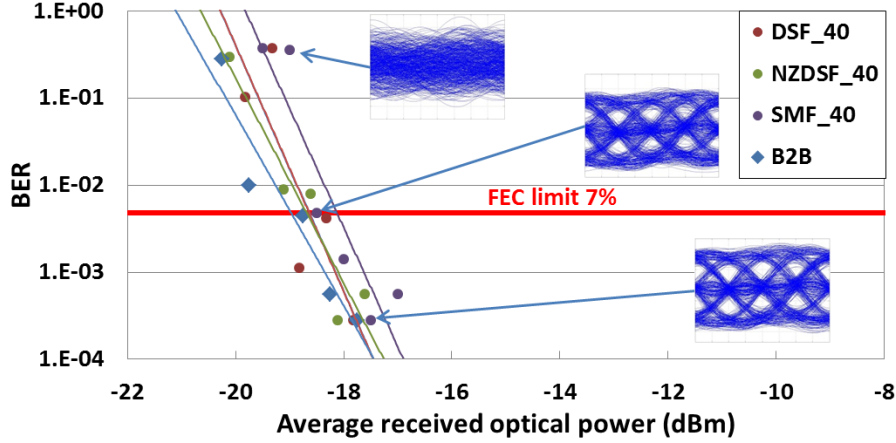 1.E+00
1.E-01
1.E-02
1.E-03
1.E-04
BER
-22
-20
-18
-16
-14
-12
-10
-8
Average received optical power (dBm)
FEC limit 7%
DSF_40
NZDSF_40
SMF_40
B2B